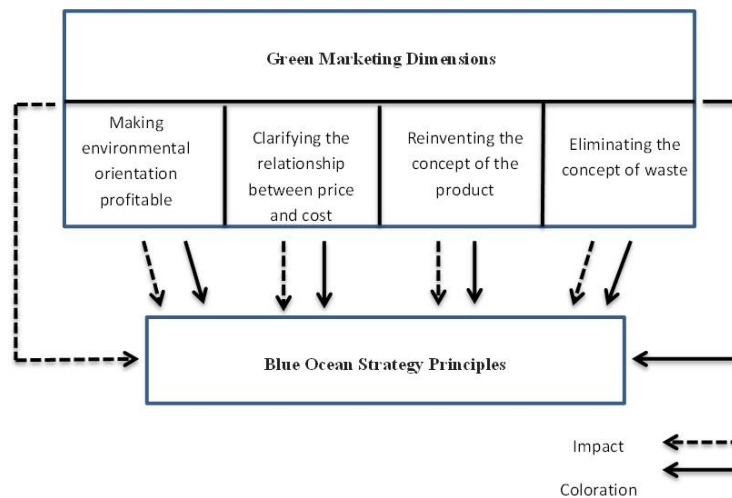 Green Marketing Dimensions
Making
environmental
orientation
profitable
Clarifying the
relationship
between price
and cost
Reinventing the
concept of the
product
Eliminating the
concept of waste
Blue Ocean Strategy Principles
Impact
Coloration